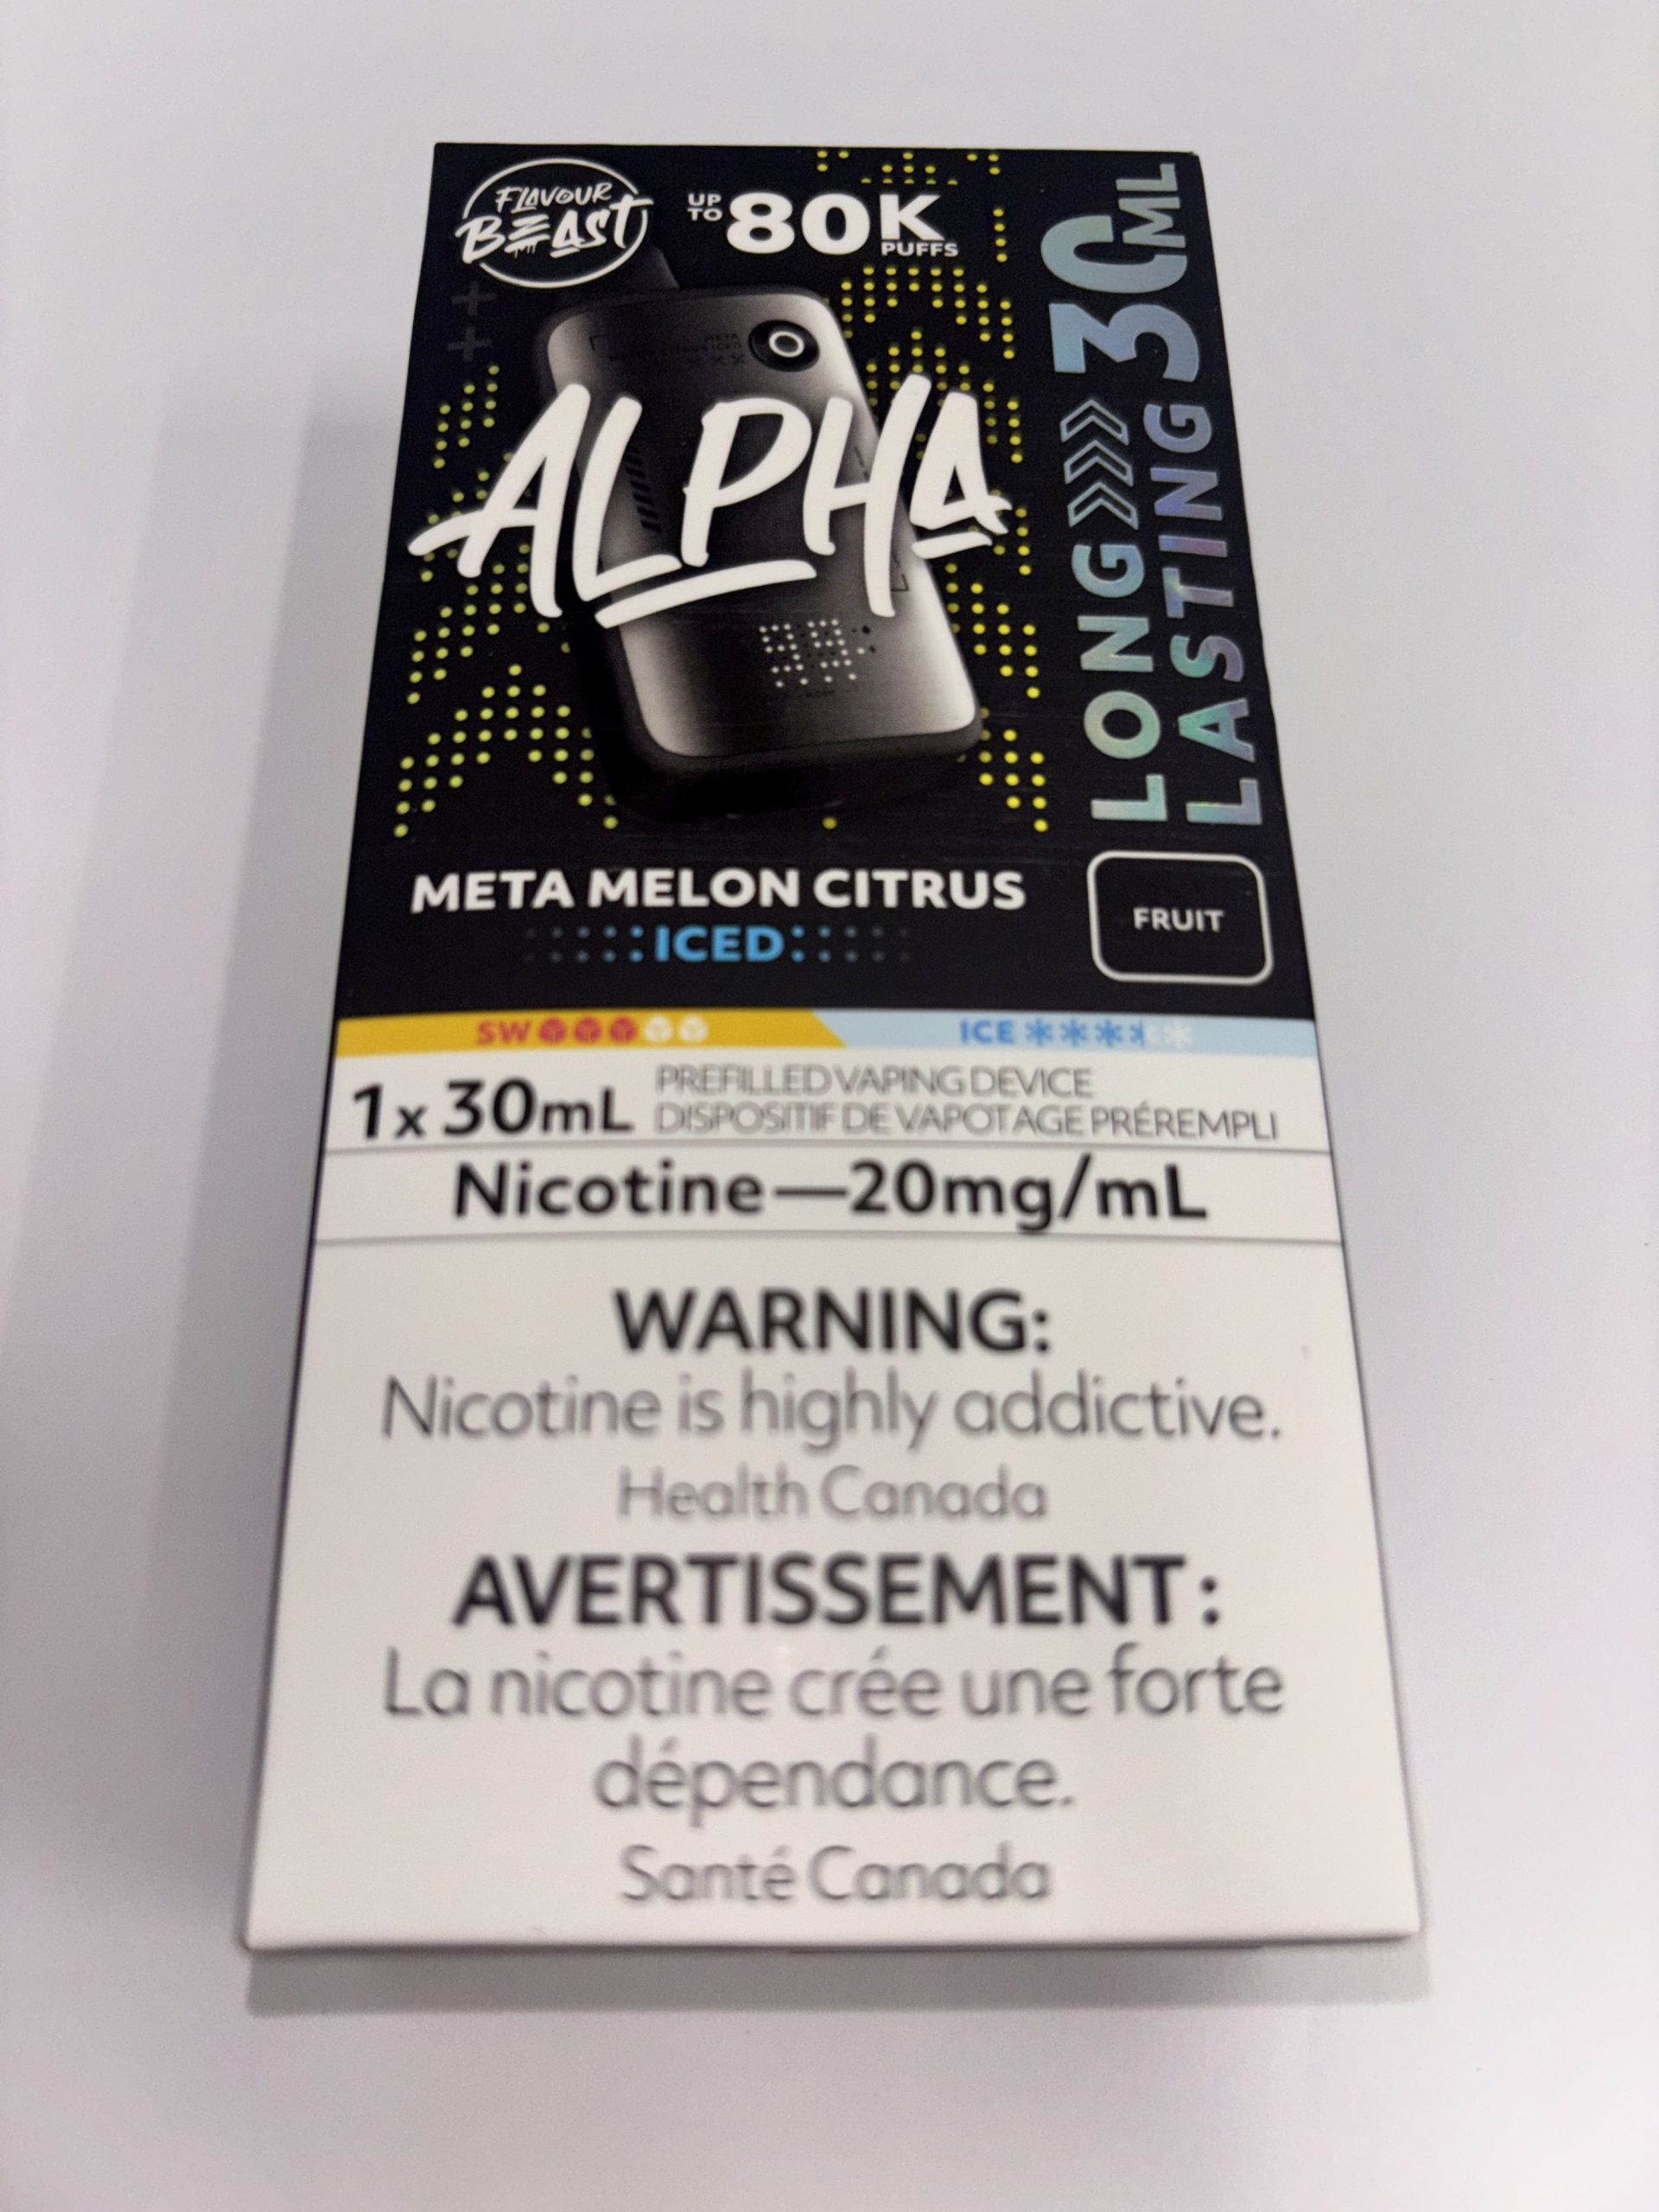 FLAVOUR
BEAST
UP
TO
80K
PUFFS
ALPHA
LONG
LASTING
30ML
META MELON CITRUS
ICED
FRUIT
SW
ICE
1x30mL
PREFILLED VAPING DEVICE
DISPOSITIF DE VAPOTAGE PRÉREMPLI
Nicotine—20mg/mL
WARNING:
Nicotine is highly addictive.
Health Canada
AVERTISSEMENT :
La nicotine crée une forte
dépendance.
Santé Canada